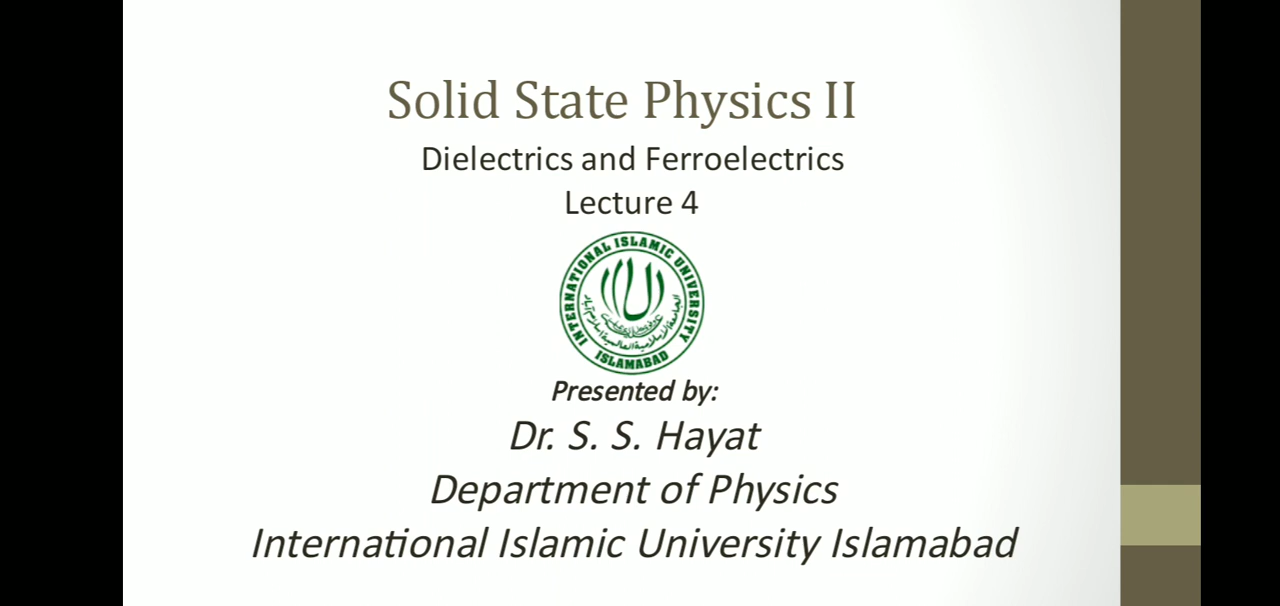 Solid State Physics II
Dielectrics and Ferroelectrics
Lecture 4
INTERNATIONAL ISLAMIC UNIVERSITY
ISLAMABAD
Presented by:
Dr. S. S. Hayat
Department of Physics
International Islamic University Islamabad